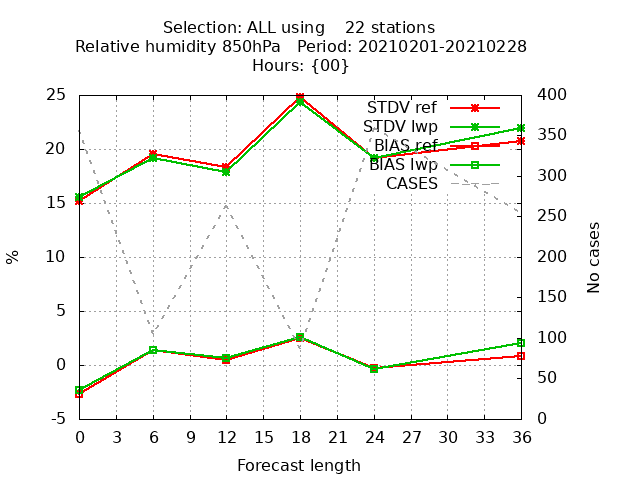 Selection: ALL using    22 stations
Relative humidity 850hPa   Period: 20210201-20210228
Hours: {00}
25
20
15
10
5
0
-5
%
400
350
300
250
200
150
100
50
0
No cases
STDV ref
STDV lwp
BIAS ref
BIAS lwp
CASES
0 3 6 9 12 15 18 21 24 27 30 33 36
Forecast length